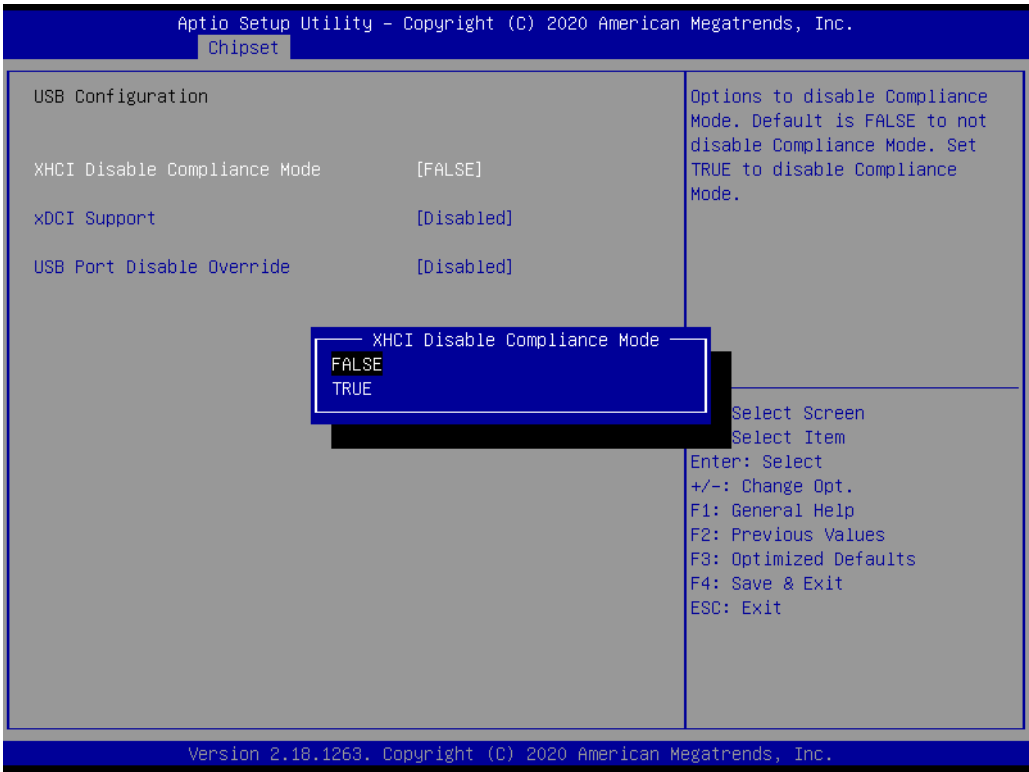 Aptio Setup Utility – Copyright (C) 2020 American Megatrends, Inc.
Chipset
USB Configuration
XHCI Disable Compliance Mode [FALSE]
xDCI Support [Disabled]
USB Port Disable Override [Disabled]
Options to disable Compliance
Mode. Default is FALSE to not
disable Compliance Mode. Set
TRUE to disable Compliance
Mode.
XHCI Disable Compliance Mode
FALSE
TRUE
Select Screen
Select Item
Enter: Select
+/-: Change Opt.
F1: General Help
F2: Previous Values
F3: Optimized Defaults
F4: Save & Exit
ESC: Exit
Version 2.18.1263. Copyright (C) 2020 American Megatrends, Inc.